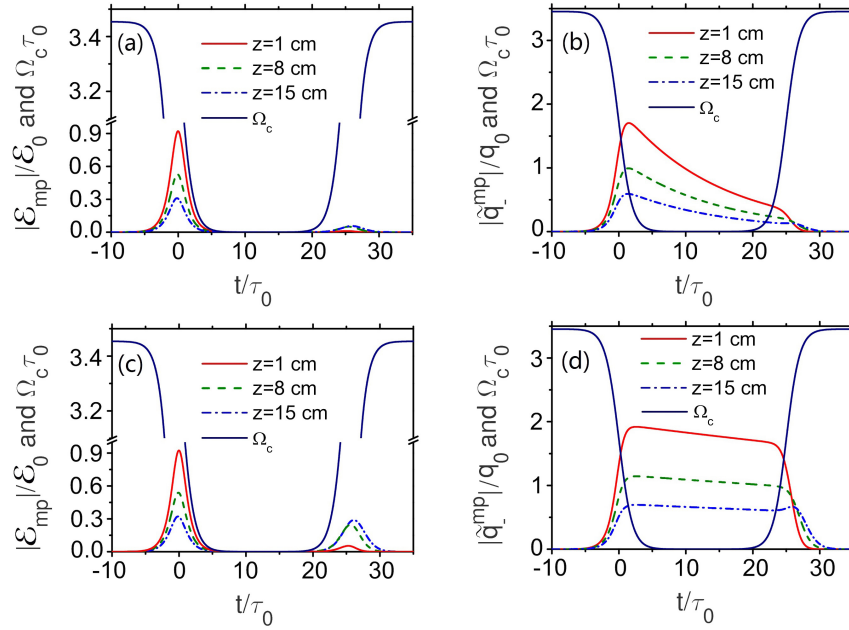 (a)
|ℰmp|/ℰ0 and Ωcτ0
3.4
3.2
0.9
0.6
0.3
0.0
z=1 cm
z=8 cm
z=15 cm
Ωc
-10 0 10 20 30
t/τ0
(b)
|q̃-^mp|/q0 and Ωcτ0
3
2
1
0
z=1 cm
z=8 cm
z=15 cm
Ωc
-10 0 10 20 30
t/τ0
(c)
|ℰmp|/ℰ0 and Ωcτ0
3.4
3.2
0.9
0.6
0.3
0.0
z=1 cm
z=8 cm
z=15 cm
Ωc
-10 0 10 20 30
t/τ0
(d)
|q̃-^mp|/q0 and Ωcτ0
3
2
1
0
z=1 cm
z=8 cm
z=15 cm
Ωc
-10 0 10 20 30
t/τ0